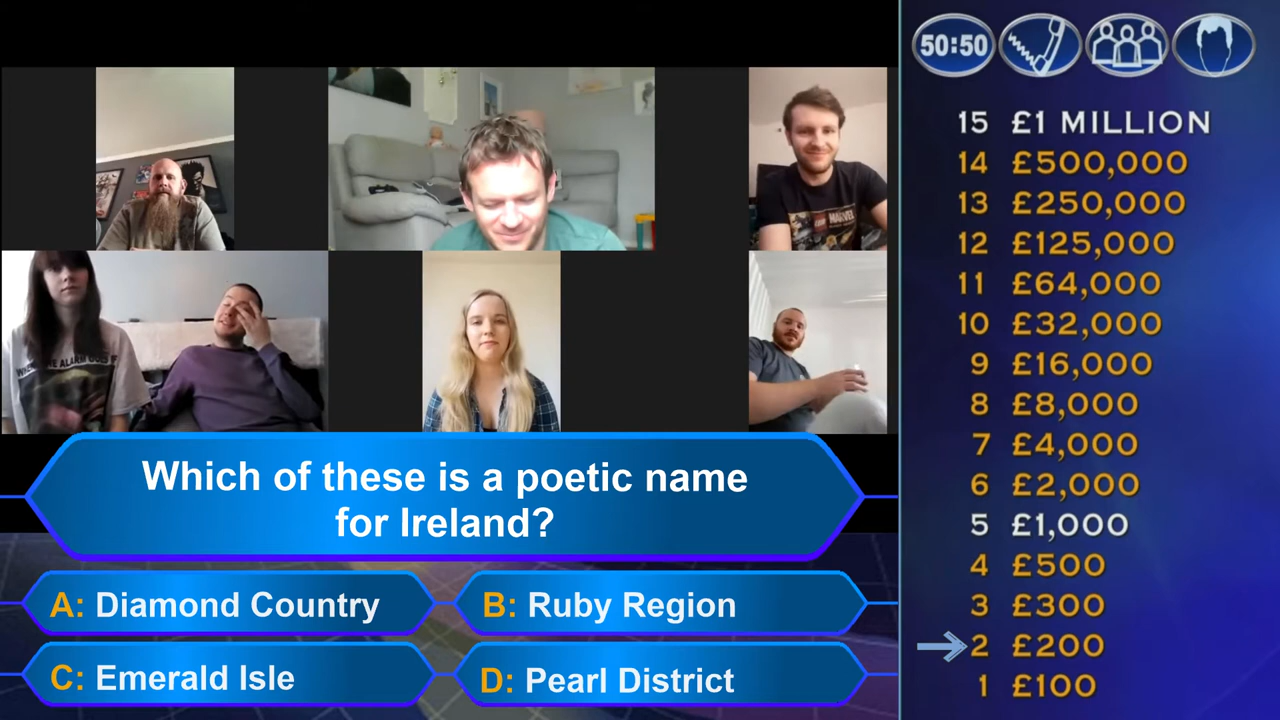 50:50
15 £1 MILLION
14 £500,000
13 £250,000
12 £125,000
11 £64,000
10 £32,000
9 £16,000
8 £8,000
7 £4,000
6 £2,000
5 £1,000
4 £500
3 £300
2 £200
1 £100
MARVEL
Which of these is a poetic name
for Ireland?
A: Diamond Country
B: Ruby Region
C: Emerald Isle
D: Pearl District